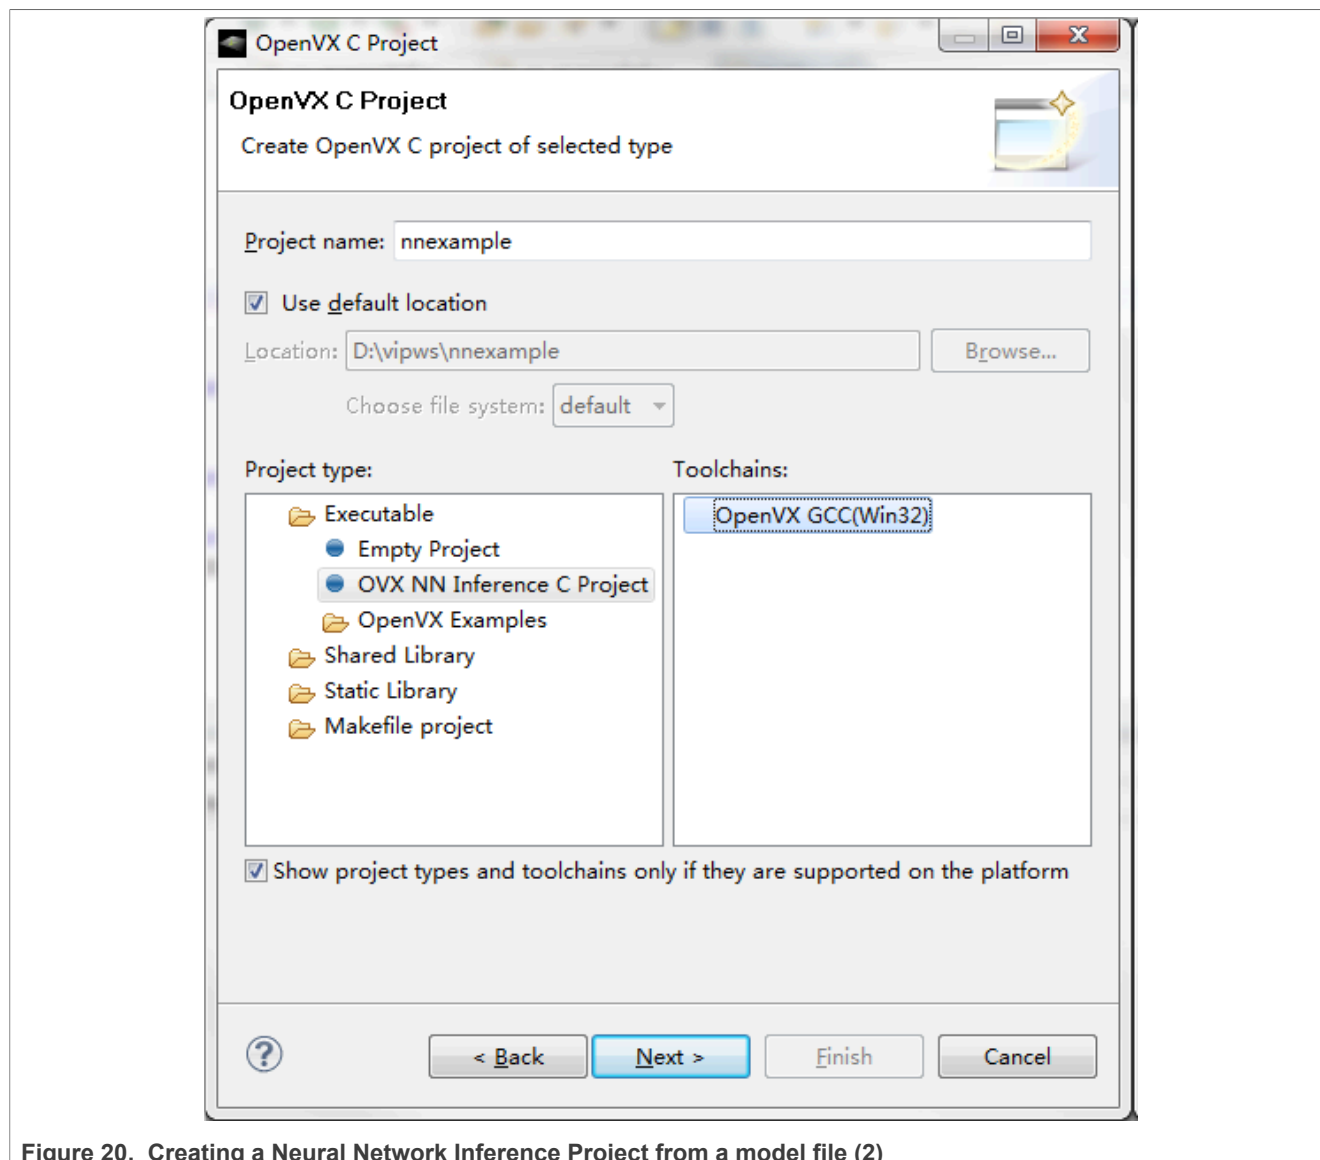 OpenVX C Project
OpenVX C Project
Create OpenVX C project of selected type
Project name: nnexample
Use default location
Location: D:\vipws\nnexample Browse...
Choose file system: default
Project type: Toolchains:
Executable OpenVX GCC(Win32)
Empty Project
OVX NN Inference C Project
OpenVX Examples
Shared Library
Static Library
Makefile project
Show project types and toolchains only if they are supported on the platform
? < Back Next > Finish Cancel
Figure 20. Creating a Neural Network Inference Project from a model file (2)